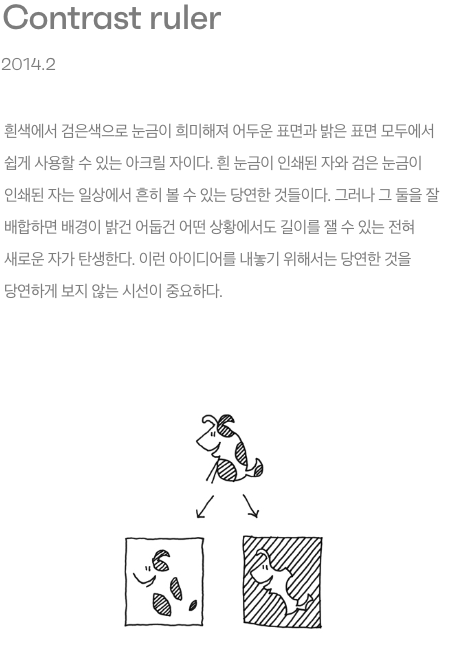 Contrast ruler
2014.2
흰색에서 검은색으로 눈금이 희미해져 어두운 표면과 밝은 표면 모두에서
쉽게 사용할 수 있는 아크릴 자이다. 흰 눈금이 인쇄된 자와 검은 눈금이
인쇄된 자는 일상에서 흔히 볼 수 있는 당연한 것들이다. 그러나 그 둘을 잘
배합하면 배경이 밝건 어둡건 어떤 상황에서도 길이를 잴 수 있는 전혀
새로운 자가 탄생한다. 이런 아이디어를 내놓기 위해서는 당연한 것을
당연하게 보지 않는 시선이 중요하다.